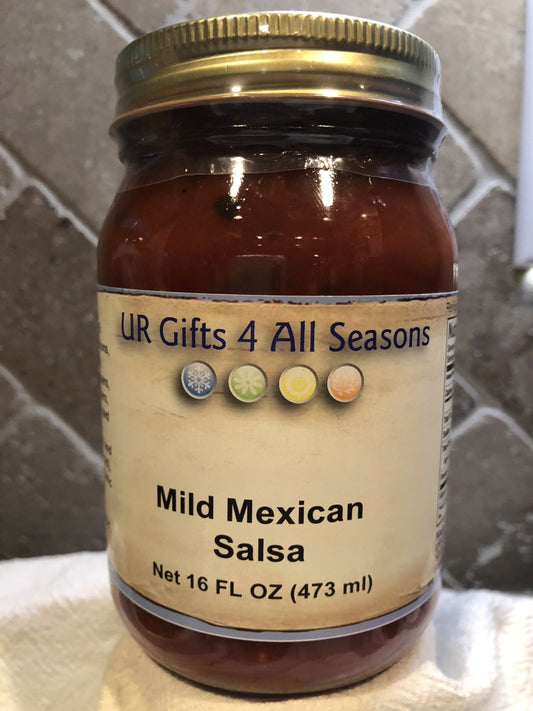 UR Gifts 4 All Seasons
Mild Mexican
Salsa
Net 16 FL OZ (473 ml)